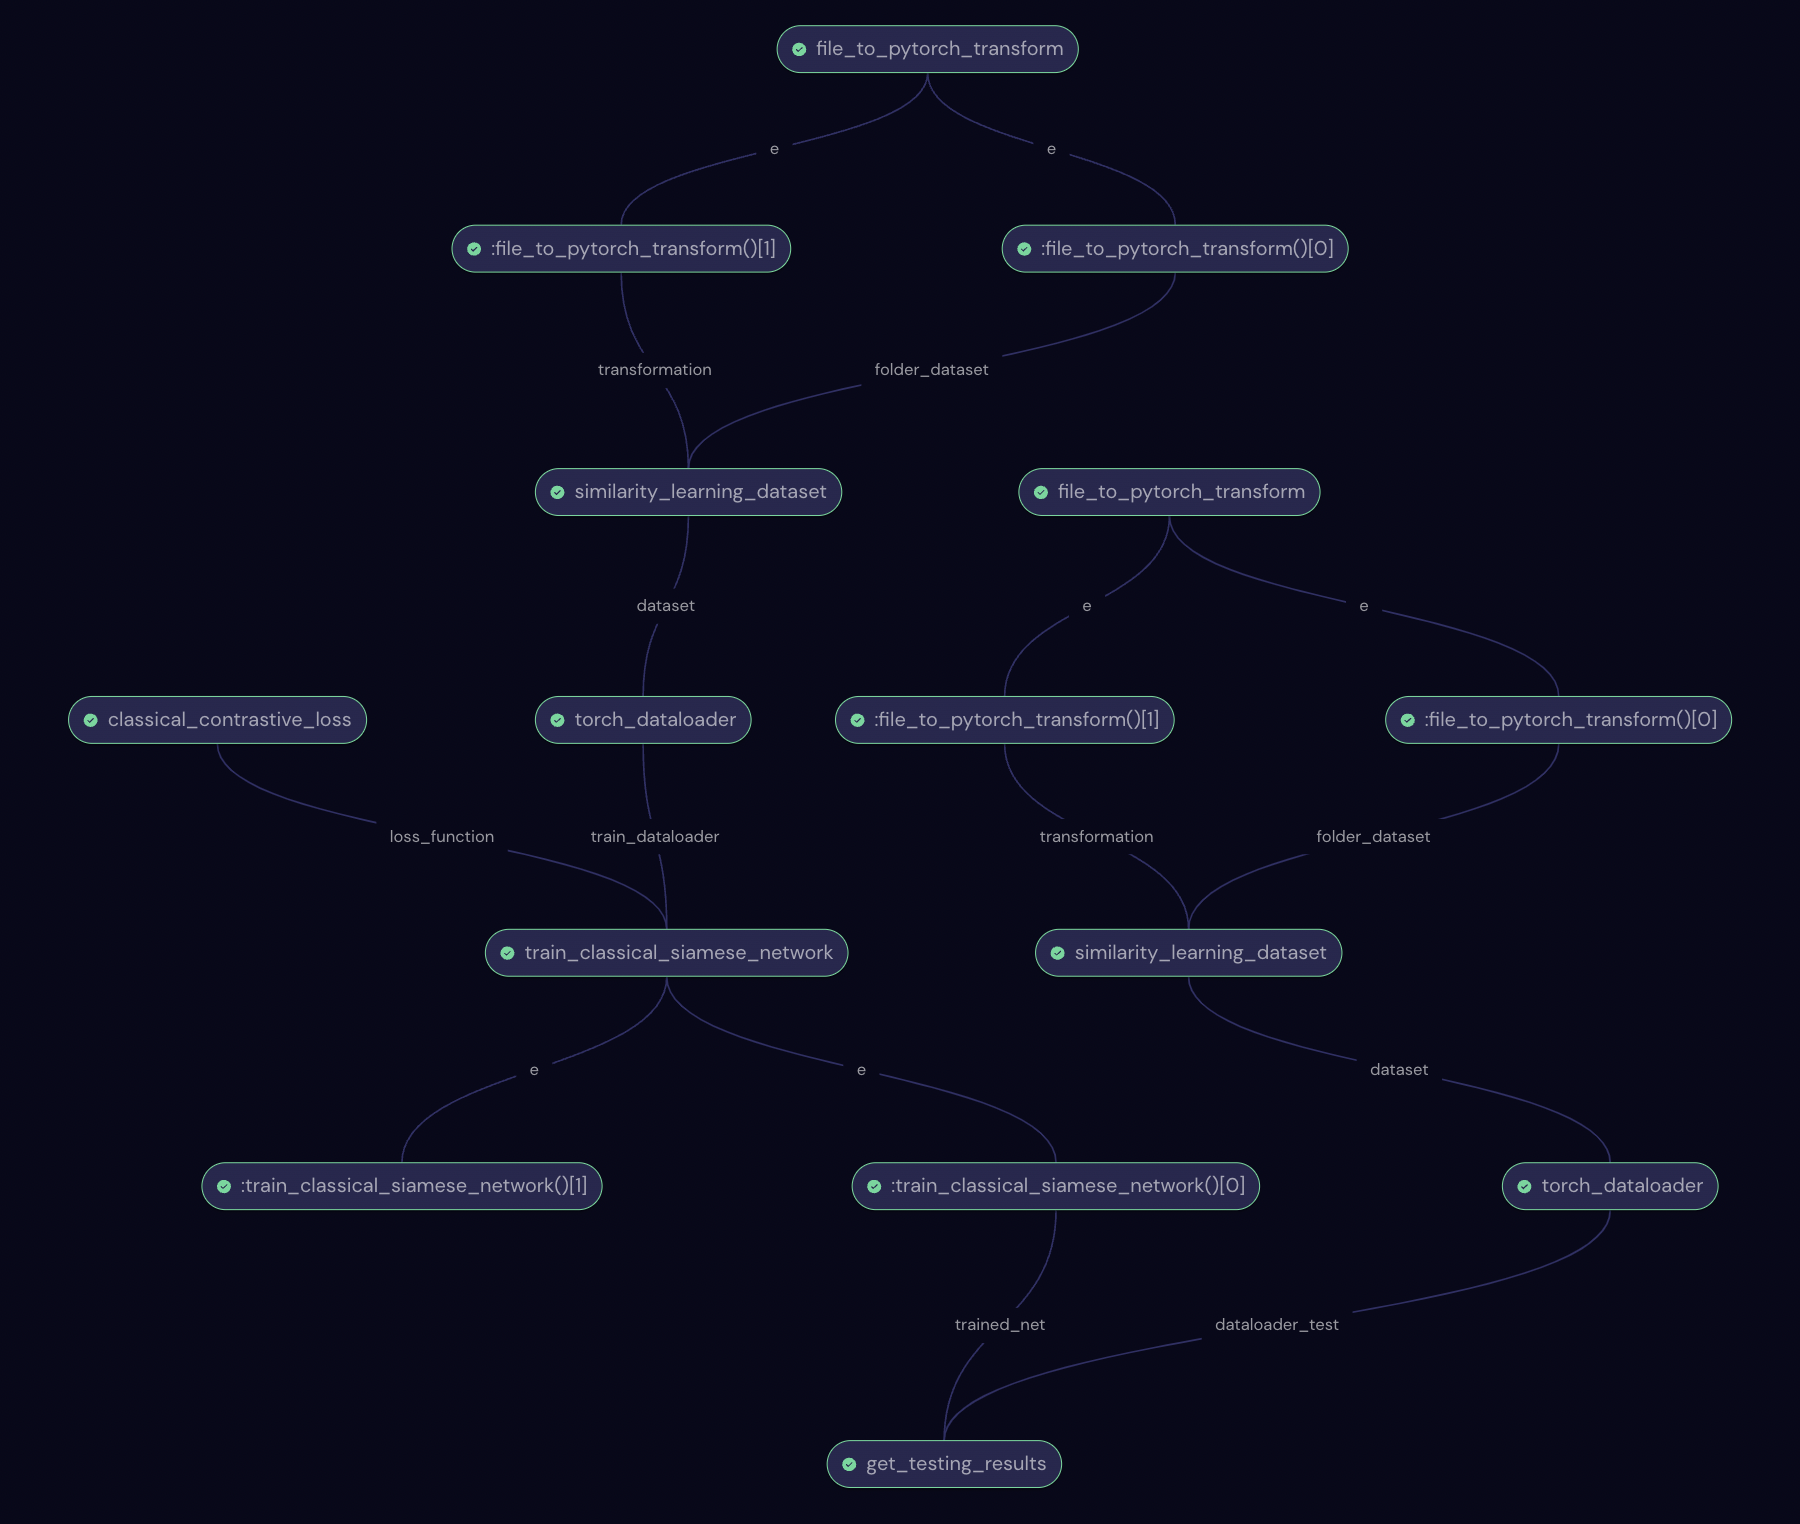 file_to_pytorch_transform
e
e
:file_to_pytorch_transform()[1]
:file_to_pytorch_transform()[0]
transformation
folder_dataset
similarity_learning_dataset
file_to_pytorch_transform
dataset
e
e
classical_contrastive_loss
torch_dataloader
:file_to_pytorch_transform()[1]
:file_to_pytorch_transform()[0]
loss_function
train_dataloader
transformation
folder_dataset
train_classical_siamese_network
similarity_learning_dataset
e
e
dataset
:train_classical_siamese_network()[1]
:train_classical_siamese_network()[0]
torch_dataloader
trained_net
dataloader_test
get_testing_results